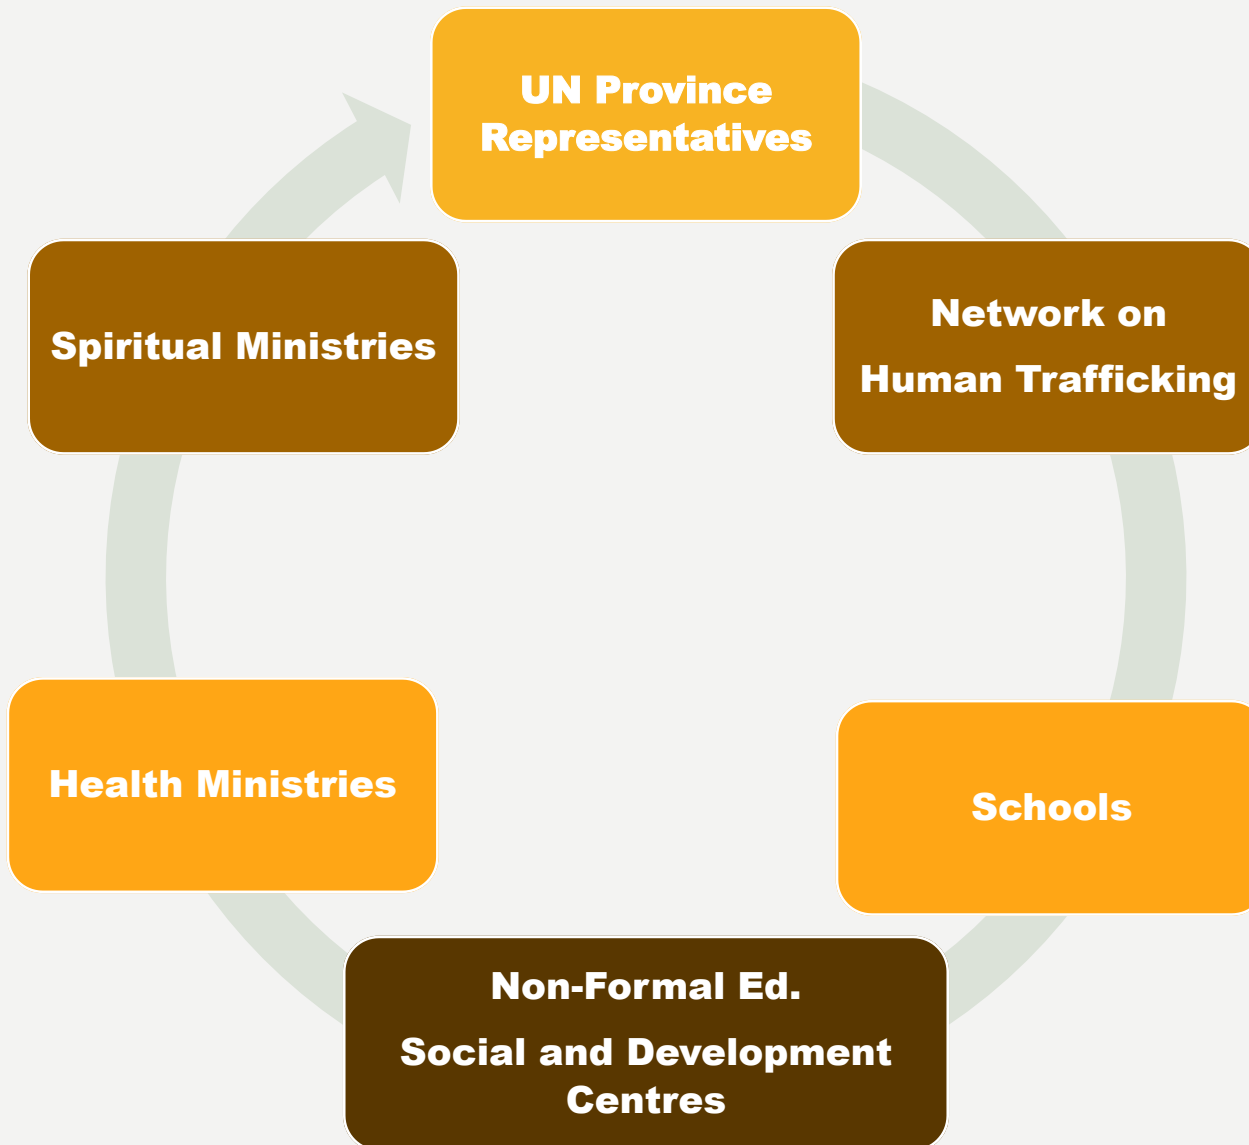 UN Province
Representatives
Network on
Human Trafficking
Schools
Non-Formal Ed.
Social and Development
Centres
Health Ministries
Spiritual Ministries